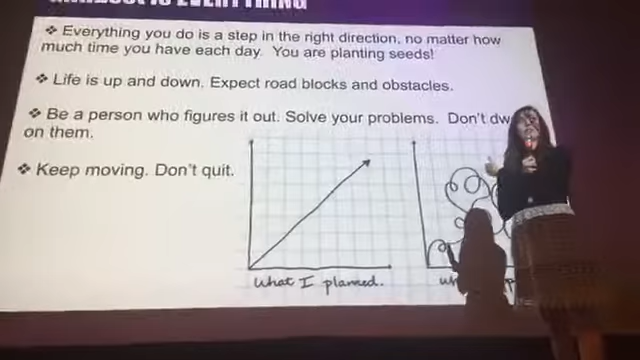 IS EVERYTHING
❖ Everything you do is a step in the right direction, no matter how
much time you have each day. You are planting seeds!
❖ Life is up and down. Expect road blocks and obstacles.
❖ Be a person who figures it out. Solve your problems. Don't dw
on them.
❖ Keep moving. Don't quit.
What I planned.